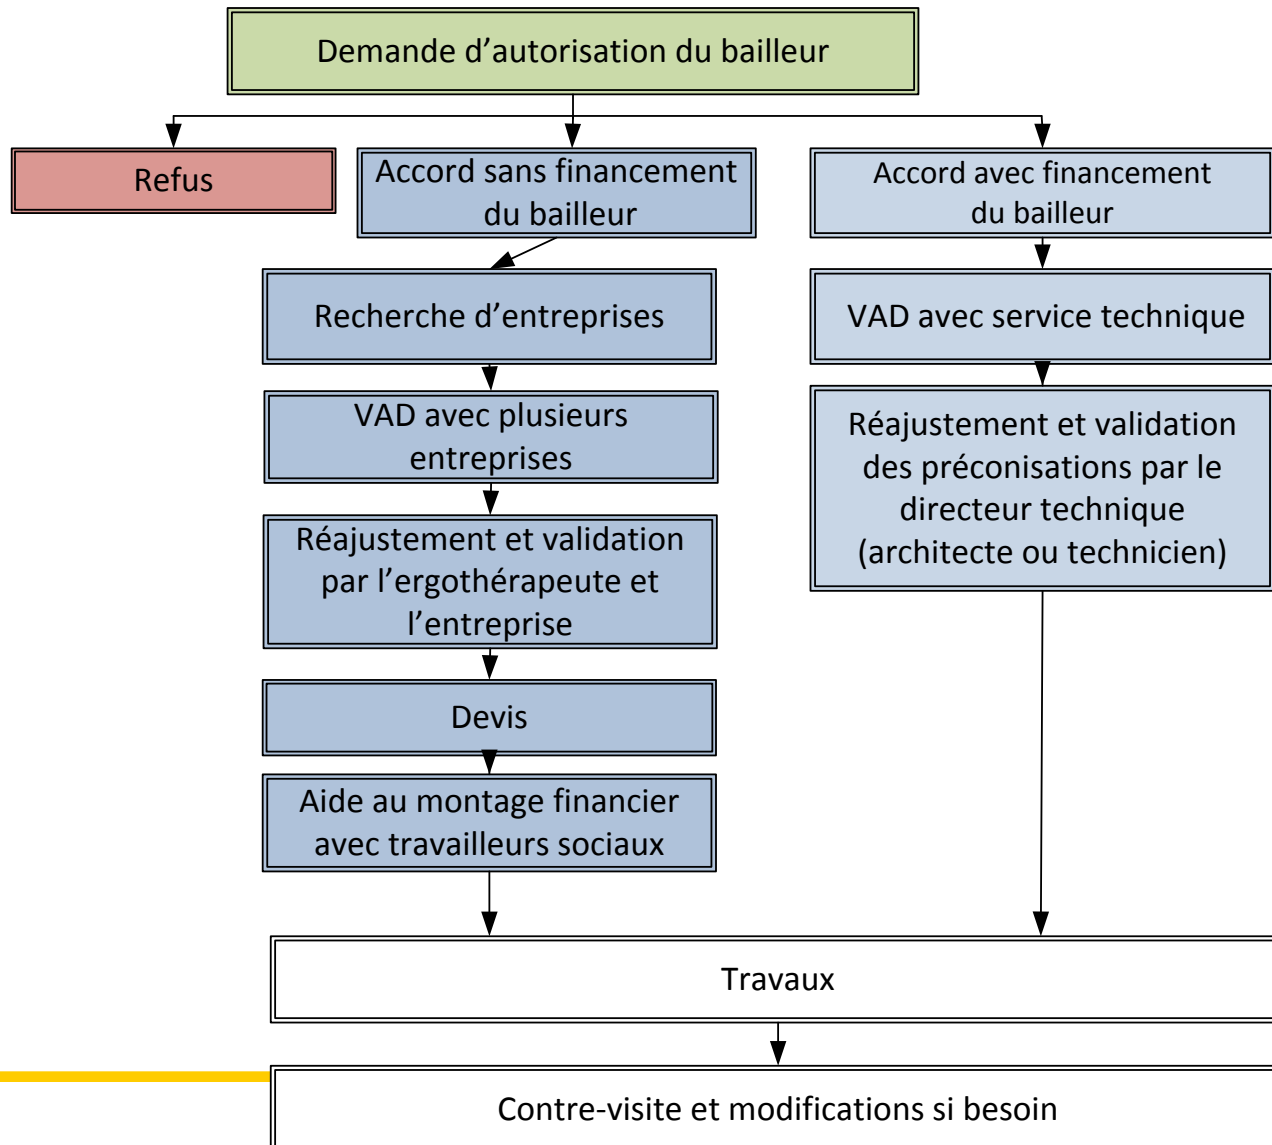 Demande d’autorisation du bailleur
Refus
Accord sans financement
du bailleur
Accord avec financement
du bailleur
Recherche d’entreprises
VAD avec service technique
VAD avec plusieurs
entreprises
Réajustement et validation
des préconisations par le
directeur technique
(architecte ou technicien)
Réajustement et validation
par l’ergothérapeute et
l’entreprise
Devis
Aide au montage financier
avec travailleurs sociaux
Travaux
Contre-visite et modifications si besoin